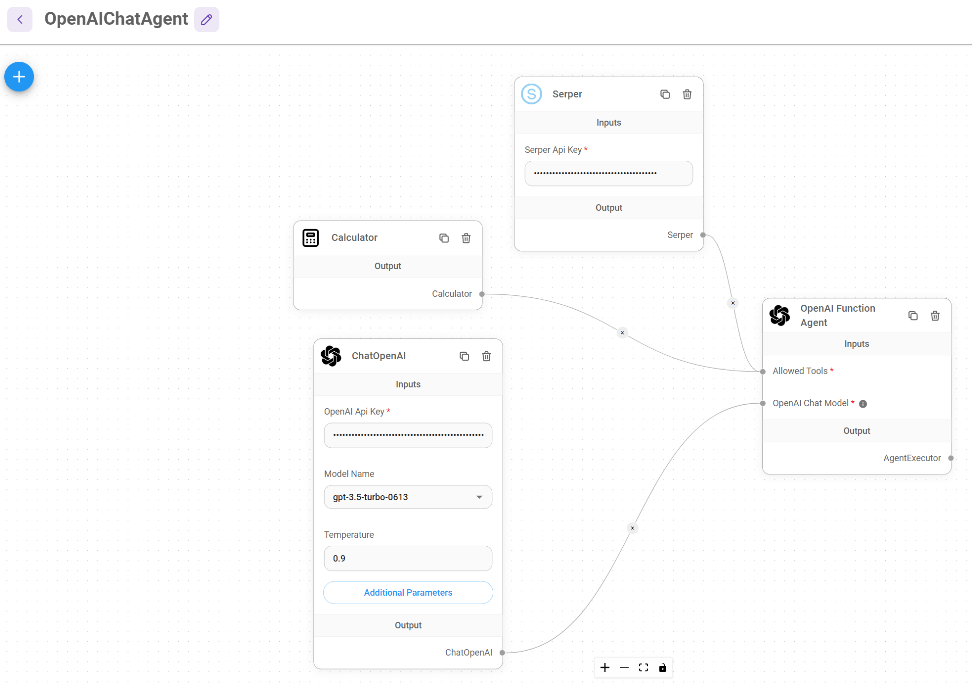 OpenAIChatAgent
Serper
Inputs
Serper Api Key *
Output
Serper
Calculator
Output
Calculator
ChatOpenAI
Inputs
OpenAI Api Key *
Model Name
gpt-3.5-turbo-0613
Temperature
0.9
Additional Parameters
Output
ChatOpenAI
OpenAI Function
Agent
Inputs
Allowed Tools *
OpenAI Chat Model *
Output
AgentExecutor